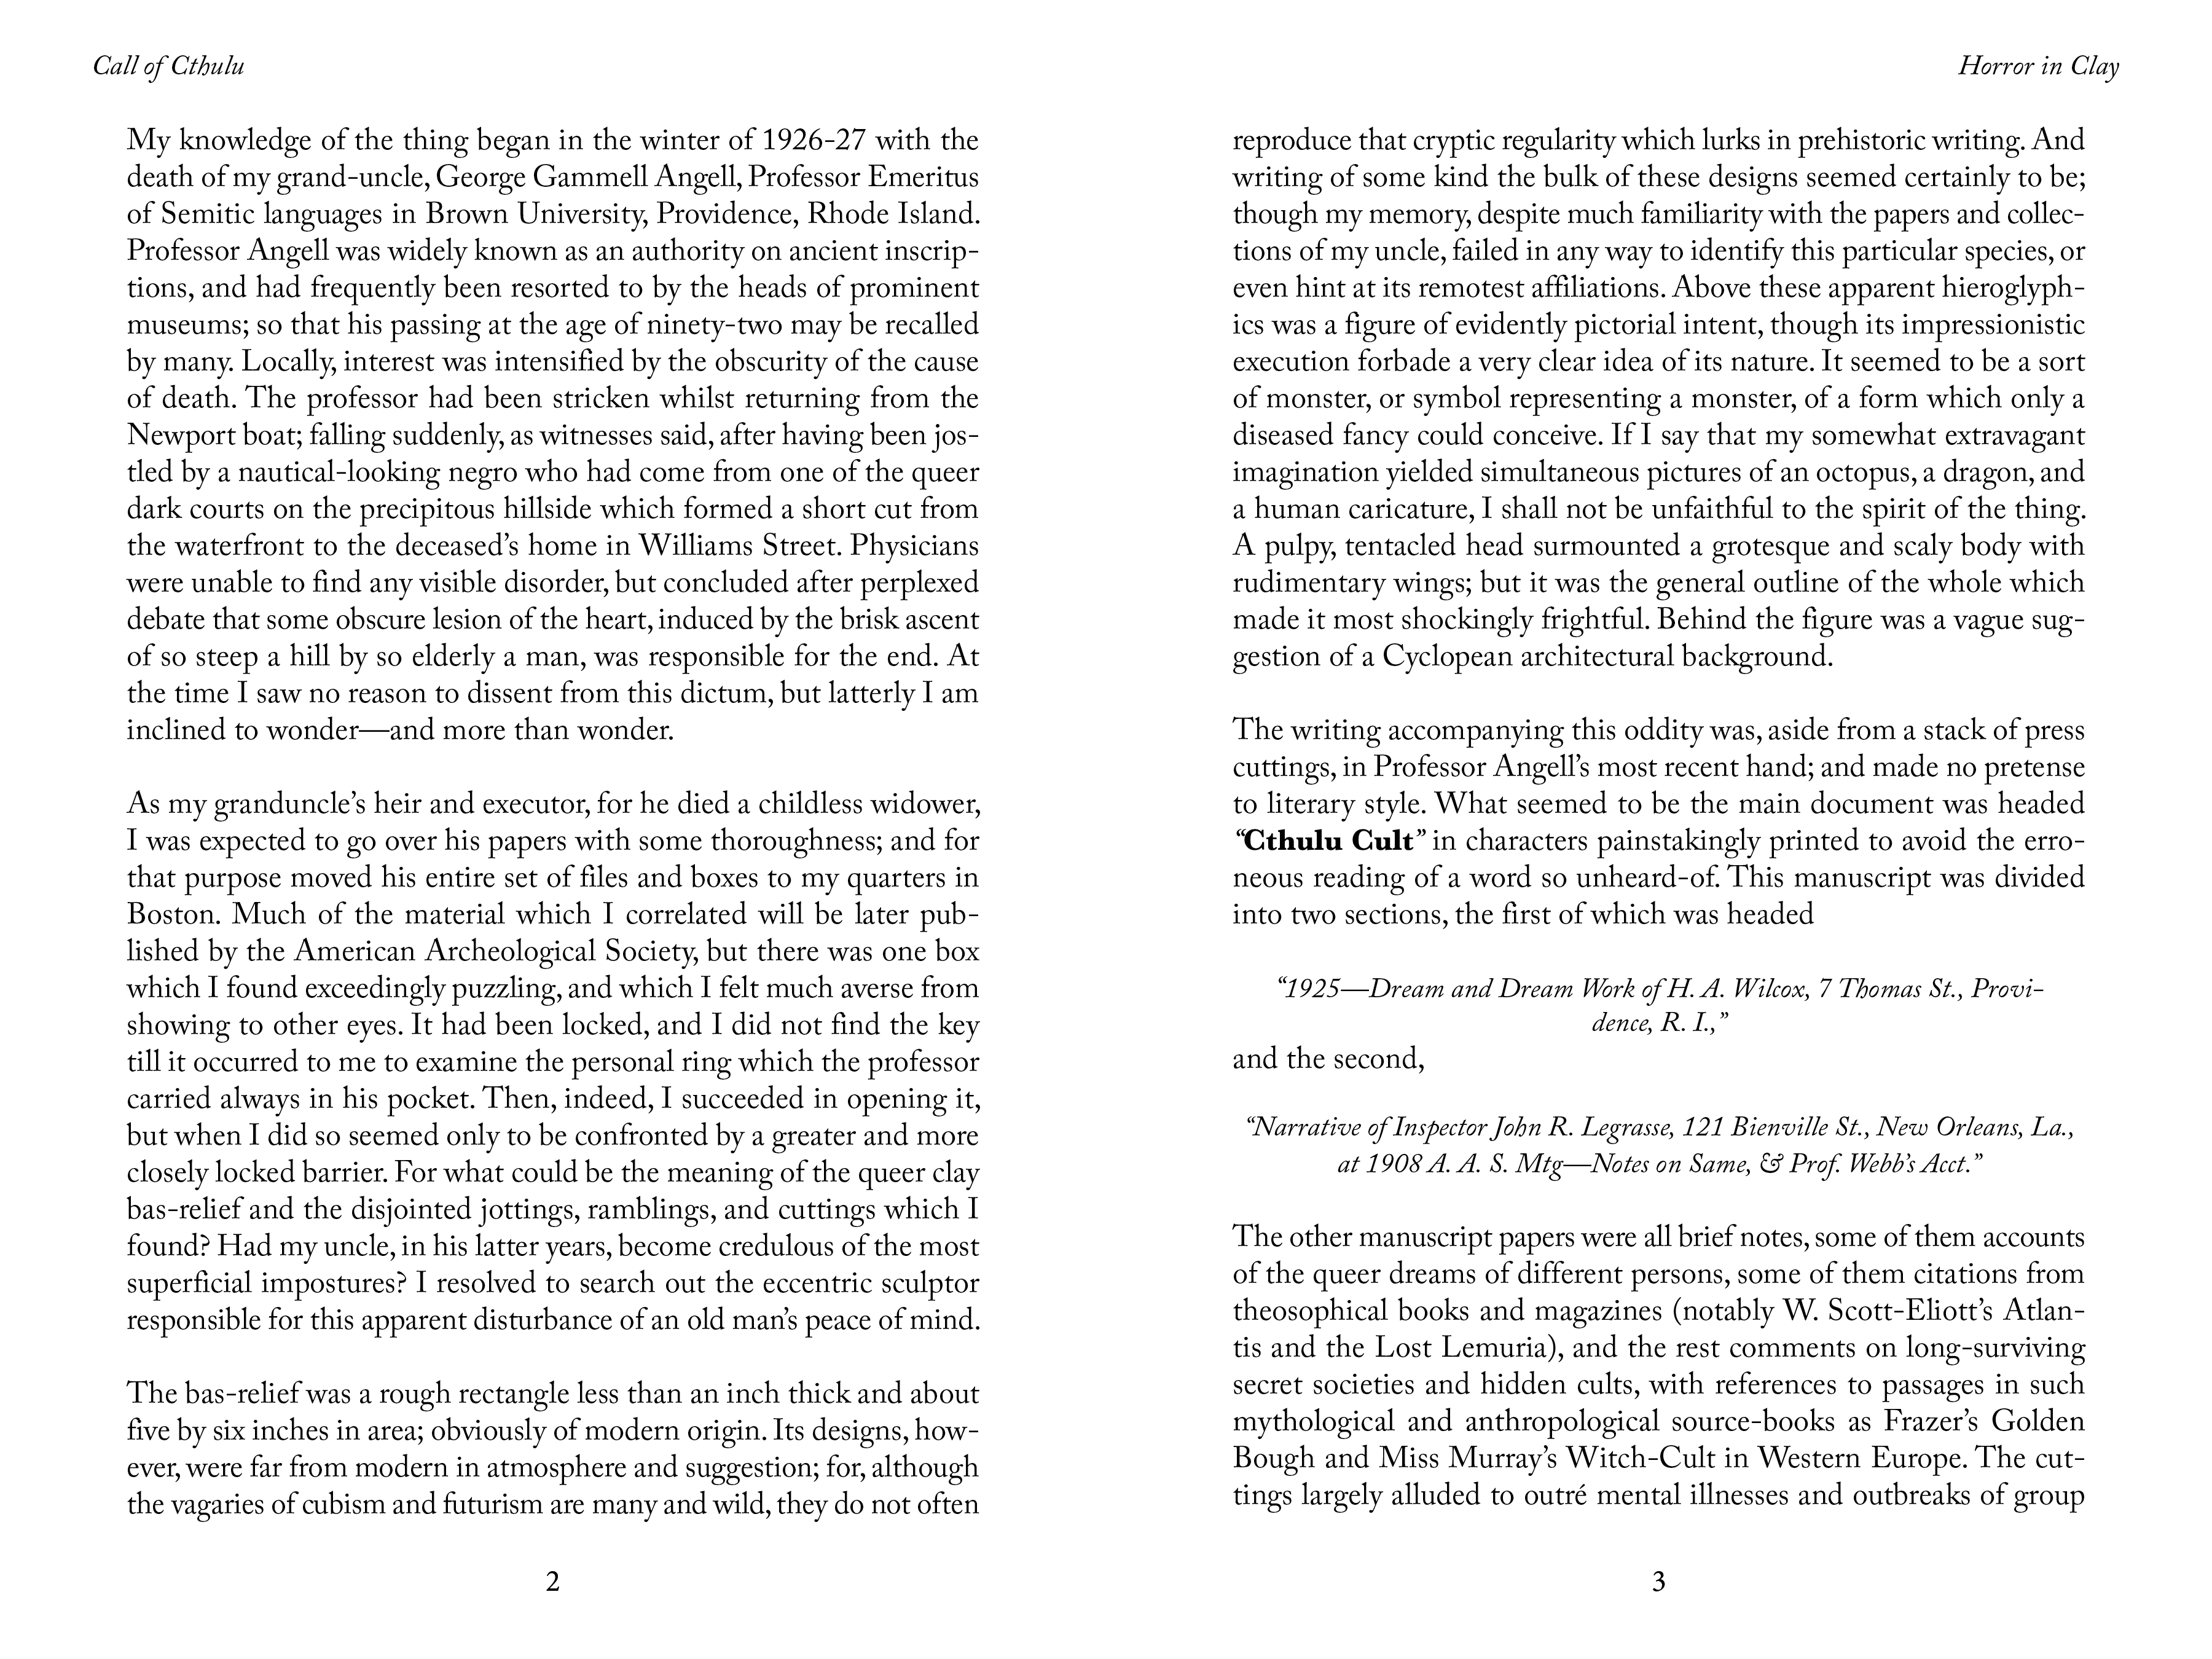 Call of Cthulu
My knowledge of the thing began in the winter of 1926-27 with the
death of my grand-uncle, George Gammell Angell, Professor Emeritus
of Semitic languages in Brown University, Providence, Rhode Island.
Professor Angell was widely known as an authority on ancient inscrip-
tions, and had frequently been resorted to by the heads of prominent
museums; so that his passing at the age of ninety-two may be recalled
by many. Locally, interest was intensified by the obscurity of the cause
of death. The professor had been stricken whilst returning from the
Newport boat; falling suddenly, as witnesses said, after having been jos-
tled by a nautical-looking negro who had come from one of the queer
dark courts on the precipitous hillside which formed a short cut from
the waterfront to the deceased’s home in Williams Street. Physicians
were unable to find any visible disorder, but concluded after perplexed
debate that some obscure lesion of the heart, induced by the brisk ascent
of so steep a hill by so elderly a man, was responsible for the end. At
the time I saw no reason to dissent from this dictum, but latterly I am
inclined to wonder—and more than wonder.
As my granduncle’s heir and executor, for he died a childless widower,
I was expected to go over his papers with some thoroughness; and for
that purpose moved his entire set of files and boxes to my quarters in
Boston. Much of the material which I correlated will be later pub-
lished by the American Archeological Society, but there was one box
which I found exceedingly puzzling, and which I felt much averse from
showing to other eyes. It had been locked, and I did not find the key
till it occurred to me to examine the personal ring which the professor
carried always in his pocket. Then, indeed, I succeeded in opening it,
but when I did so seemed only to be confronted by a greater and more
closely locked barrier. For what could be the meaning of the queer clay
bas-relief and the disjointed jottings, ramblings, and cuttings which I
found? Had my uncle, in his latter years, become credulous of the most
superficial impostures? I resolved to search out the eccentric sculptor
responsible for this apparent disturbance of an old man’s peace of mind.
The bas-relief was a rough rectangle less than an inch thick and about
five by six inches in area; obviously of modern origin. Its designs, how-
ever, were far from modern in atmosphere and suggestion; for, although
the vagaries of cubism and futurism are many and wild, they do not often
2
Horror in Clay
reproduce that cryptic regularity which lurks in prehistoric writing. And
writing of some kind the bulk of these designs seemed certainly to be;
though my memory, despite much familiarity with the papers and collec-
tions of my uncle, failed in any way to identify this particular species, or
even hint at its remotest affiliations. Above these apparent hieroglyph-
ics was a figure of evidently pictorial intent, though its impressionistic
execution forbade a very clear idea of its nature. It seemed to be a sort
of monster, or symbol representing a monster, of a form which only a
diseased fancy could conceive. If I say that my somewhat extravagant
imagination yielded simultaneous pictures of an octopus, a dragon, and
a human caricature, I shall not be unfaithful to the spirit of the thing.
A pulpy, tentacled head surmounted a grotesque and scaly body with
rudimentary wings; but it was the general outline of the whole which
made it most shockingly frightful. Behind the figure was a vague sug-
gestion of a Cyclopean architectural background.
The writing accompanying this oddity was, aside from a stack of press
cuttings, in Professor Angell’s most recent hand; and made no pretense
to literary style. What seemed to be the main document was headed
“Cthulu Cult” in characters painstakingly printed to avoid the erro-
neous reading of a word so unheard-of. This manuscript was divided
into two sections, the first of which was headed
“1925—Dream and Dream Work of H. A. Wilcox, 7 Thomas St., Provi-
dence, R. I.,”
and the second,
“Narrative of Inspector John R. Legrasse, 121 Bienville St., New Orleans, La.,
at 1908 A. A. S. Mtg—Notes on Same, & Prof. Webb’s Acct.”
The other manuscript papers were all brief notes, some of them accounts
of the queer dreams of different persons, some of them citations from
theosophical books and magazines (notably W. Scott-Eliott’s Atlan-
tis and the Lost Lemuria), and the rest comments on long-surviving
secret societies and hidden cults, with references to passages in such
mythological and anthropological source-books as Frazer’s Golden
Bough and Miss Murray’s Witch-Cult in Western Europe. The cut-
tings largely alluded to outré mental illnesses and outbreaks of group
3